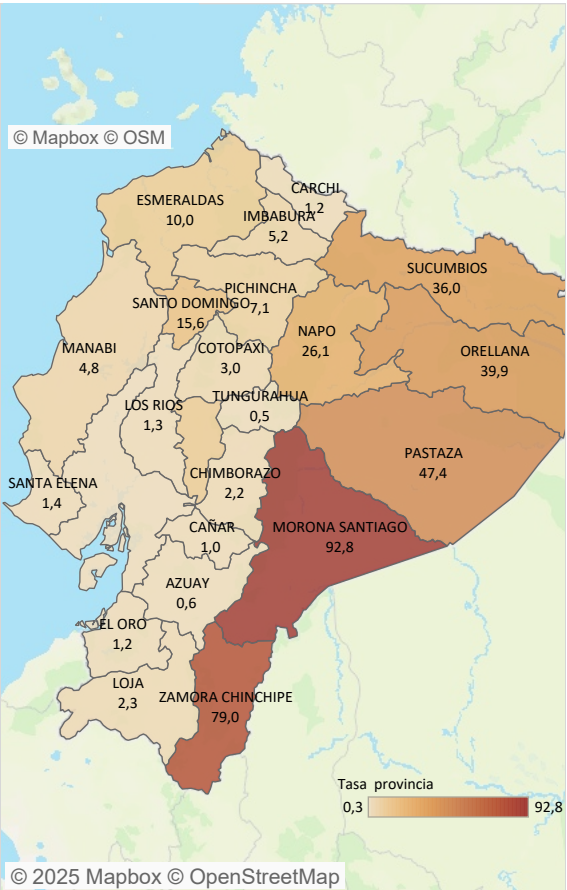 © Mapbox © OSM
CARCHI
1,2
ESMERALDAS
10,0
IMBABURA
5,2
SUCUMBIOS
36,0
PICHINCHA
7,1
SANTO DOMINGO
15,6
NAPO
26,1
MANABI
4,8
COTOPAXI
3,0
ORELLANA
39,9
TUNGURAHUA
0,5
LOS RIOS
1,3
PASTAZA
47,4
CHIMBORAZO
2,2
SANTA ELENA
1,4
CAÑAR
1,0
MORONA SANTIAGO
92,8
AZUAY
0,6
EL ORO
1,2
LOJA
2,3
ZAMORA CHINCHIPE
79,0
Tasa provincia
0,3 92,8
© 2025 Mapbox © OpenStreetMap